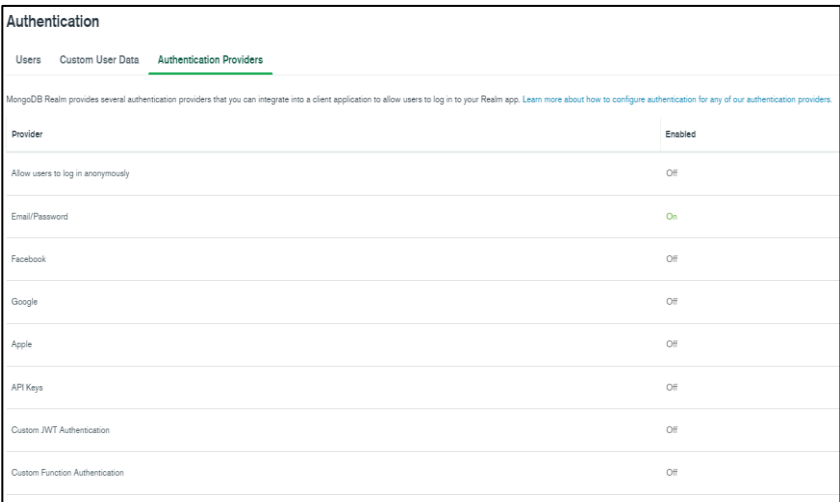 Authentication
Users Custom User Data Authentication Providers
MongoDB Realm provides several authentication providers that you can integrate into a client application to allow users to log in to your Realm app. Learn more about how to configure authentication for any of our authentication providers.
Provider Enabled
Allow users to log in anonymously Off
Email/Password On
Facebook Off
Google Off
Apple Off
API Keys Off
Custom JWT Authentication Off
Custom Function Authentication Off